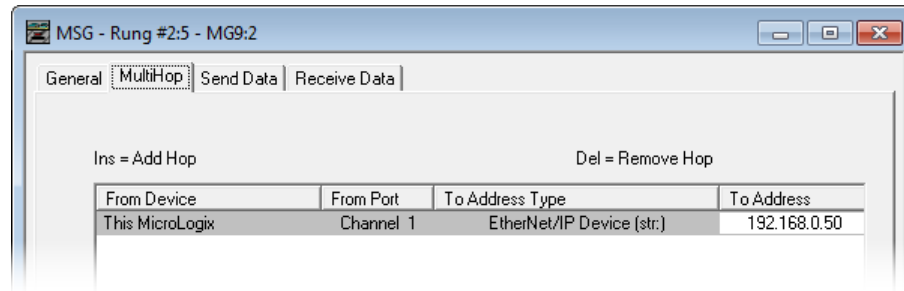 MSG - Rung #2:5 - MG9:2
General MultiHop Send Data Receive Data
Ins = Add Hop Del = Remove Hop
From Device From Port To Address Type To Address
This MicroLogix Channel 1 EtherNet/IP Device (str:) 192.168.0.50